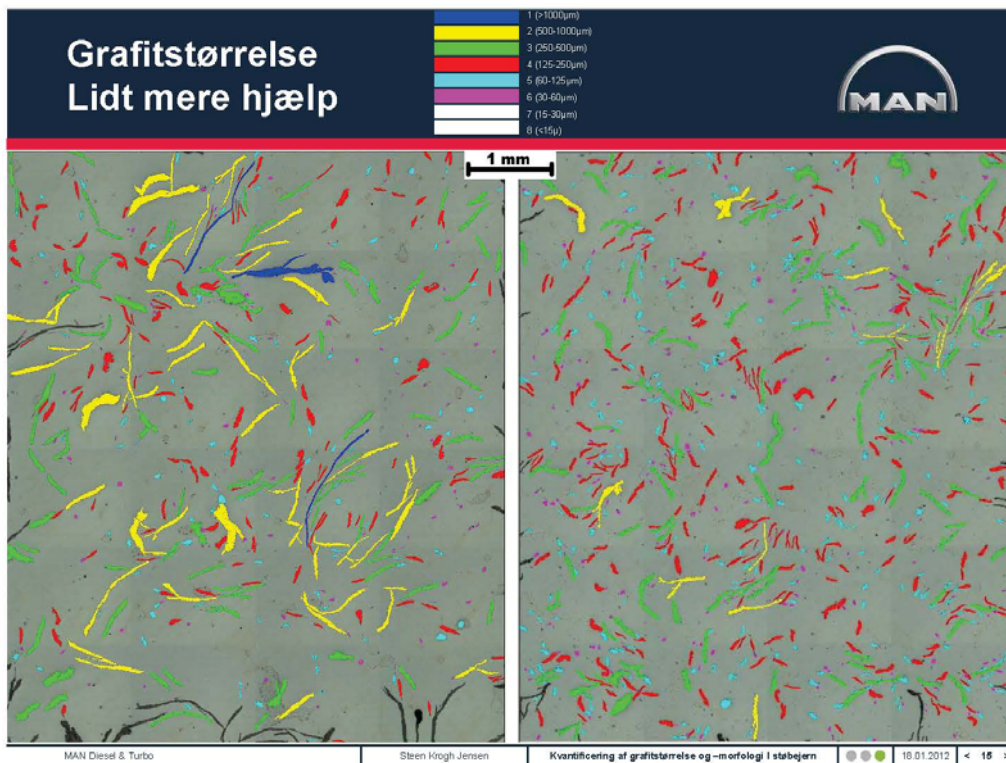 Grafitstørrelse
Lidt mere hjælp
1 (>1000µm)
2 (500-1000µm)
3 (250-500µm)
4 (125-250µm)
5 (60-125µm)
6 (30-60µm)
7 (15-30µm)
8 (<15µ)
MAN
1 mm
MAN Diesel & Turbo
Steen Krogh Jensen
Kvantificering af grafitstørrelse og –morfologi I støbejern
18.01.2012
< 15 >